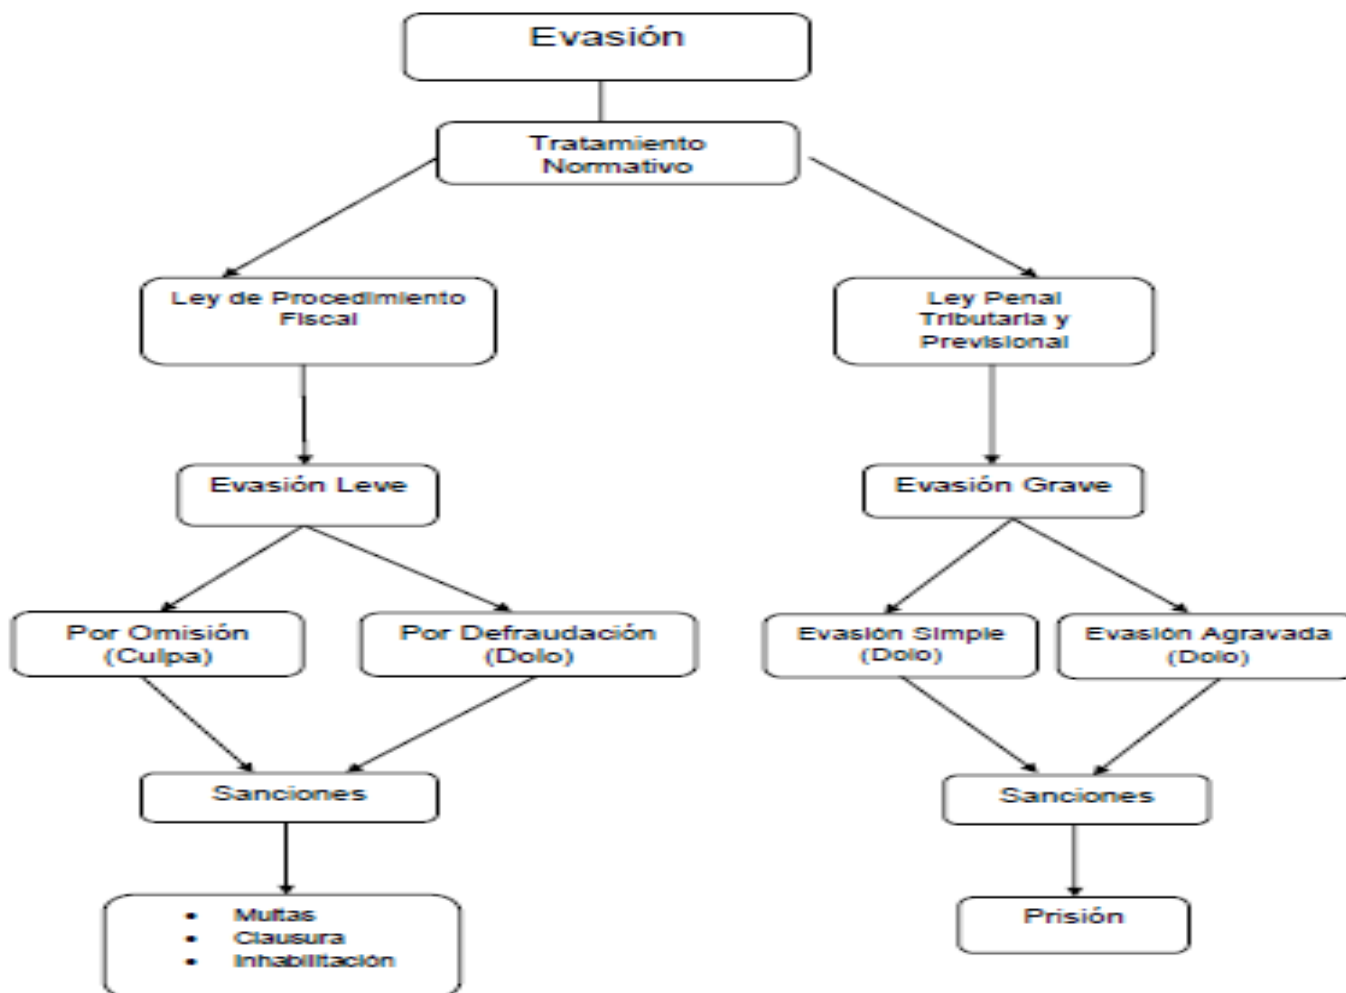 Evasión
Tratamiento
Normativo
Ley de Procedimiento
Fiscal
Ley Penal
Tributaria y
Previsional
Evasión Leve
Evasión Grave
Por Omisión
(Culpa)
Por Defraudación
(Dolo)
Evasión Simple
(Dolo)
Evasión Agravada
(Dolo)
Sanciones
Sanciones
• Multas
• Clausura
• Inhabilitación
Prisión